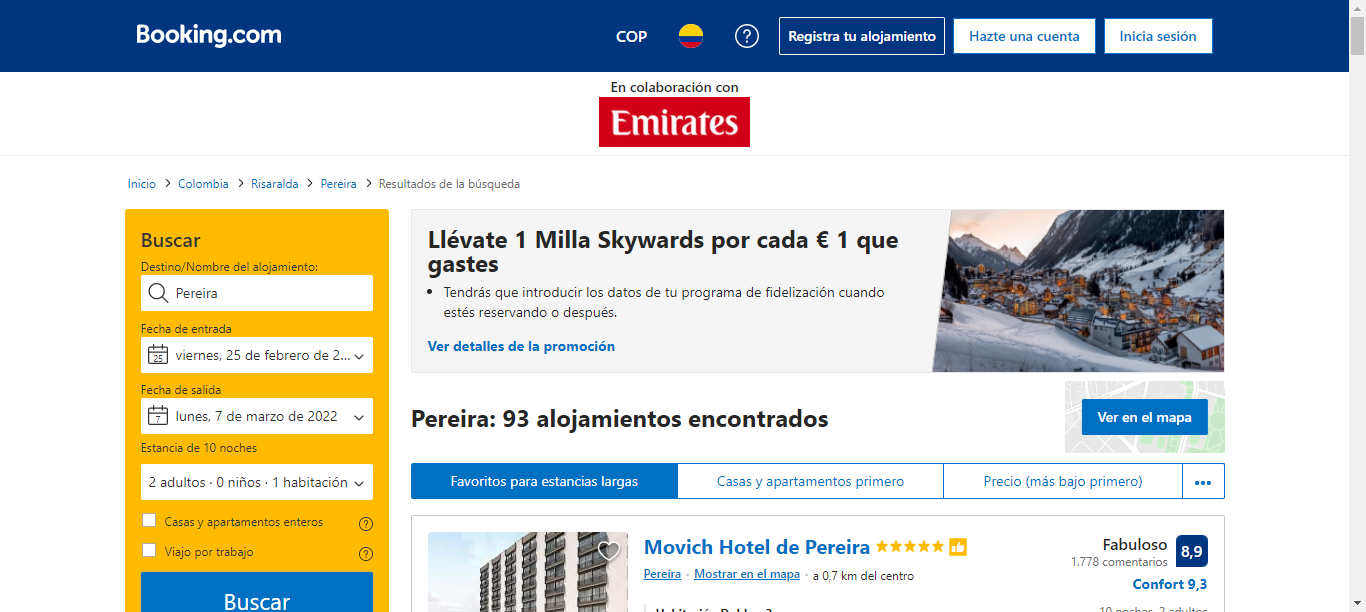 Booking.com
COP
?
Registra tu alojamiento
Hazte una cuenta
Inicia sesión
En colaboración con
Emirates
Inicio > Colombia > Risaralda > Pereira > Resultados de la búsqueda
Buscar
Destino/Nombre del alojamiento:
Pereira
Fecha de entrada
25
viernes, 25 de febrero de 2...
Fecha de salida
7
lunes, 7 de marzo de 2022
Estancia de 10 noches
2 adultos · 0 niños · 1 habitación
Casas y apartamentos enteros ?
Viajo por trabajo ?
Buscar
Llévate 1 Milla Skywards por cada € 1 que
gastes
• Tendrás que introducir los datos de tu programa de fidelización cuando
estés reservando o después.
Ver detalles de la promoción
Pereira: 93 alojamientos encontrados
Ver en el mapa
Favoritos para estancias largas
Casas y apartamentos primero
Precio (más bajo primero)
•••
Movich Hotel de Pereira
Pereira · Mostrar en el mapa · a 0,7 km del centro
Fabuloso
1.778 comentarios
8,9
Confort 9,3
10 noches, 2 adultos